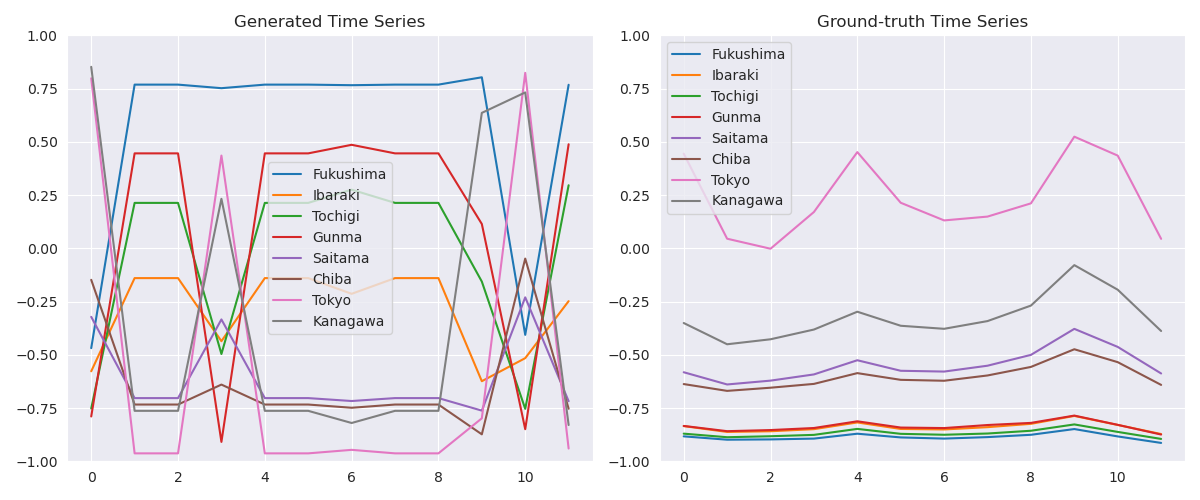 Generated Time Series
1.00
0.75
0.50
0.25
0.00
−0.25
−0.50
−0.75
−1.00
0 2 4 6 8 10
Fukushima
Ibaraki
Tochigi
Gunma
Saitama
Chiba
Tokyo
Kanagawa
Ground-truth Time Series
1.00
0.75
0.50
0.25
0.00
−0.25
−0.50
−0.75
−1.00
0 2 4 6 8 10
Fukushima
Ibaraki
Tochigi
Gunma
Saitama
Chiba
Tokyo
Kanagawa